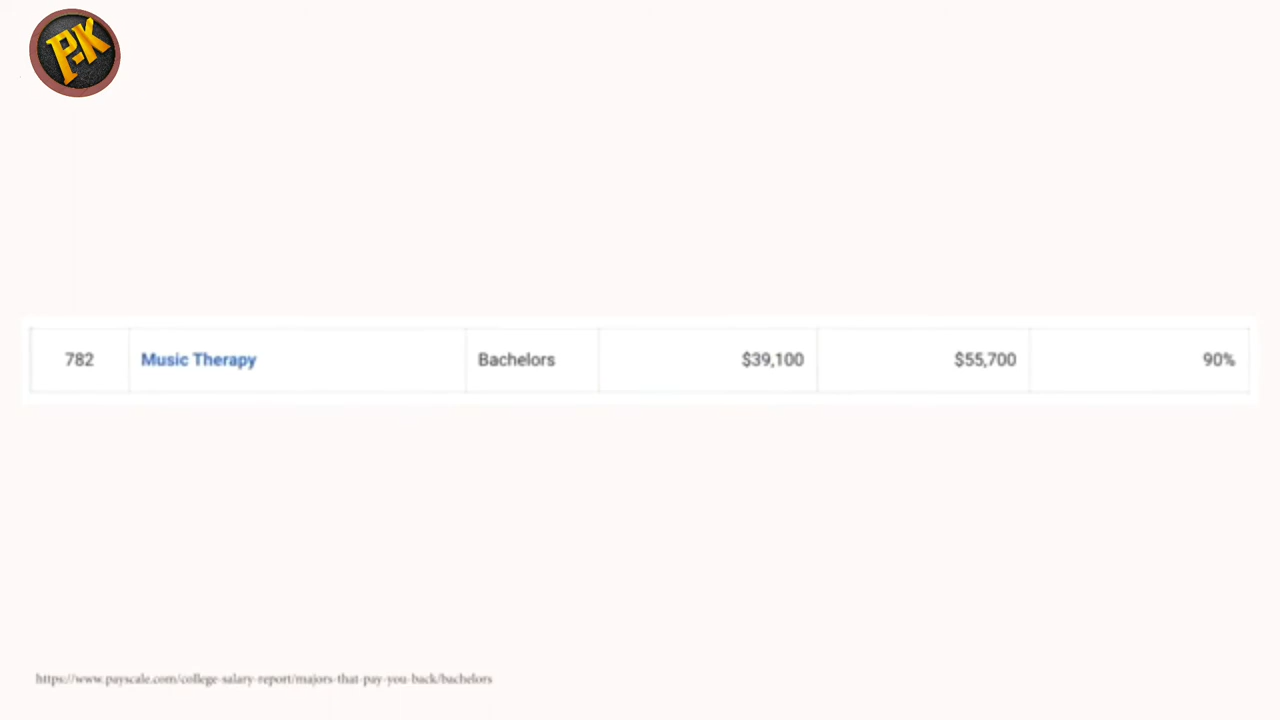 P-K
782 Music Therapy Bachelors $39,100 $55,700 90%
https://www.payscale.com/college-salary-report/majors-that-pay-you-back/bachelors